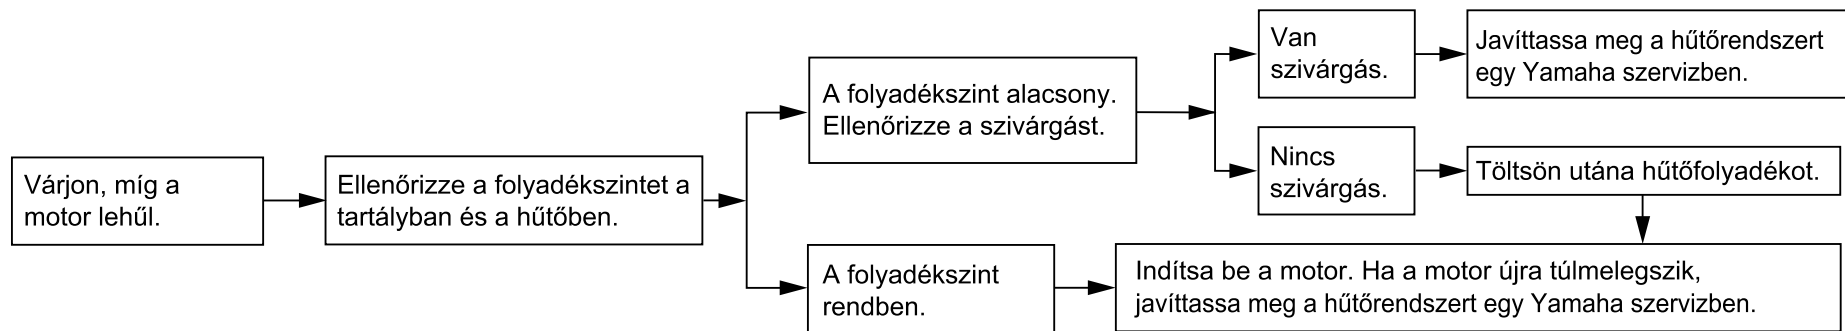 Várjon, míg a
motor lehűl.
Ellenőrizze a folyadékszintet a
tartályban és a hűtőben.
A folyadékszint alacsony.
Ellenőrizze a szivárgást.
Van
szivárgás.
Javíttassa meg a hűtőrendszert
egy Yamaha szervizben.
Nincs
szivárgás.
Töltsön utána hűtőfolyadékot.
A folyadékszint
rendben.
Indítsa be a motor. Ha a motor újra túlmelegszik,
javíttassa meg a hűtőrendszert egy Yamaha szervizben.